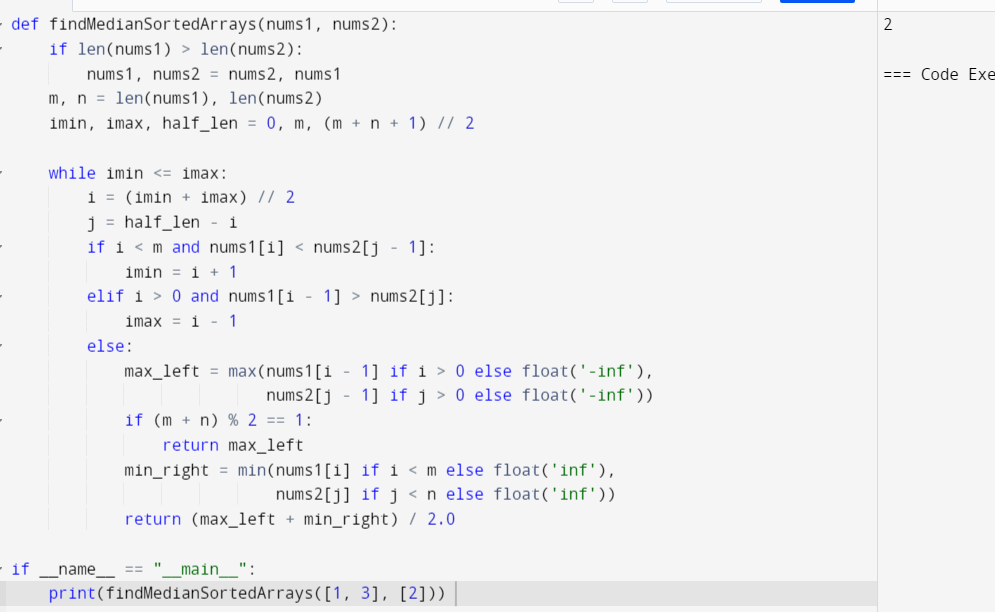 def findMedianSortedArrays(nums1, nums2):
    if len(nums1) > len(nums2):
        nums1, nums2 = nums2, nums1
    m, n = len(nums1), len(nums2)
    imin, imax, half_len = 0, m, (m + n + 1) // 2

    while imin <= imax:
        i = (imin + imax) // 2
        j = half_len - i
        if i < m and nums1[i] < nums2[j - 1]:
            imin = i + 1
        elif i > 0 and nums1[i - 1] > nums2[j]:
            imax = i - 1
        else:
            max_left = max(nums1[i - 1] if i > 0 else float('-inf'),
                           nums2[j - 1] if j > 0 else float('-inf'))
            if (m + n) % 2 == 1:
                return max_left
            min_right = min(nums1[i] if i < m else float('inf'),
                            nums2[j] if j < n else float('inf'))
            return (max_left + min_right) / 2.0

if __name__ == "__main__":
    print(findMedianSortedArrays([1, 3], [2]))
2
=== Code Exe